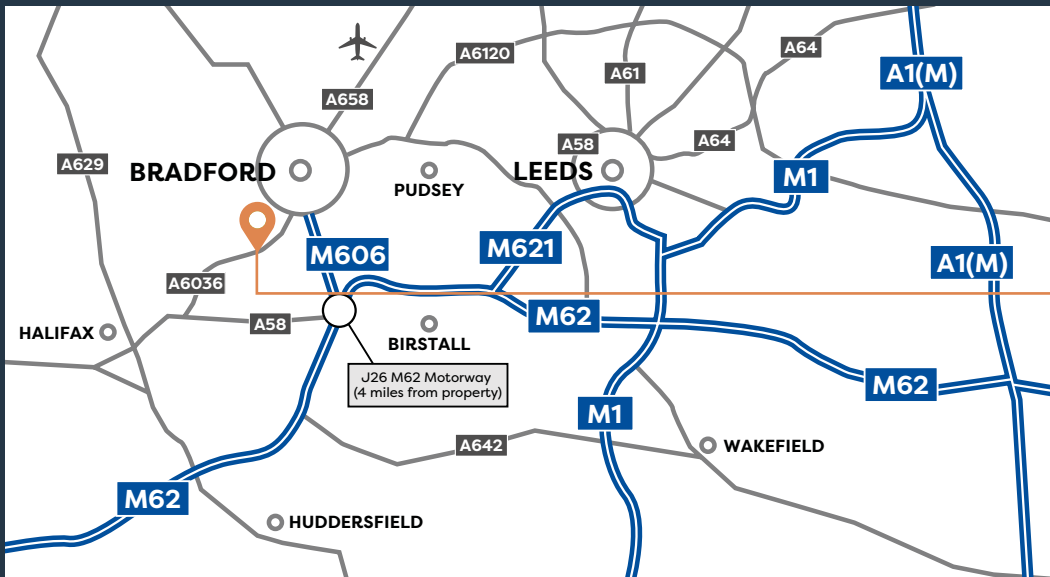 A64
A6120
A61
A1(M)
A658
A58
A64
A629
BRADFORD
LEEDS
M1
PUDSEY
M606
M621
A1(M)
A6036
M62
A58
HALIFAX
BIRSTALL
J26 M62 Motorway
(4 miles from property)
M62
M1
A642
WAKEFIELD
M62
HUDDERSFIELD